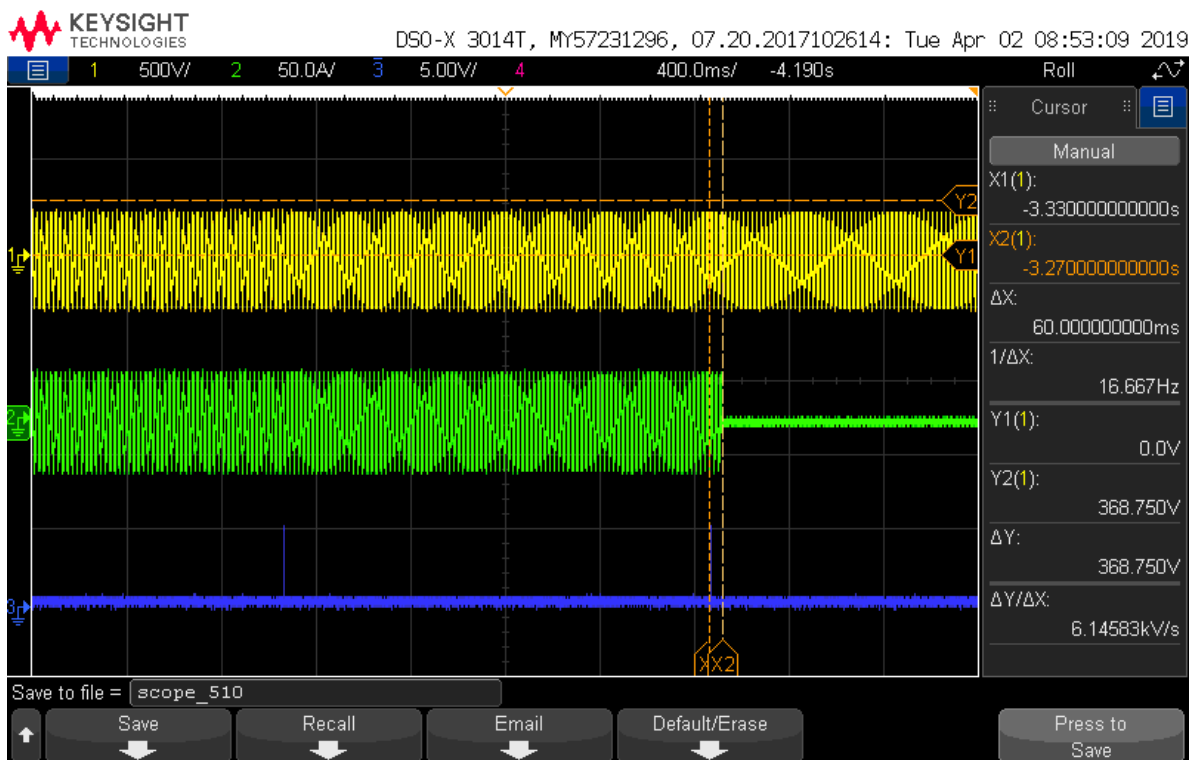 KEYSIGHT
TECHNOLOGIES
DSO-X 3014T, MY57231296, 07.20.2017102614: Tue Apr 02 08:53:09 2019
1 500V/ 2 50.0A/ 3 5.00V/ 4 400.0ms/ -4.190s Roll
Cursor
Manual
X1(1):
-3.330000000000s
X2(1):
-3.270000000000s
ΔX:
60.000000000ms
1/ΔX:
16.667Hz
Y1(1):
0.0V
Y2(1):
368.750V
ΔY:
368.750V
ΔY/ΔX:
6.14583kV/s
Y2
1
Y1
2
3
X X2
Save to file = scope_510
Save Recall Email Default/Erase Press to
Save